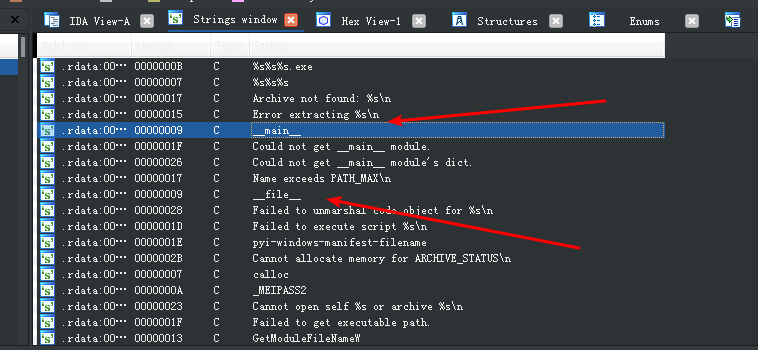 IDA View-A Strings window Hex View-1 Structures Enums
Address Length Type String
.rdata:00… 0000000B C %s%s%s.exe
.rdata:00… 00000007 C %s%s%s
.rdata:00… 00000017 C Archive not found: %s\n
.rdata:00… 00000015 C Error extracting %s\n
.rdata:00… 00000009 C __main__
.rdata:00… 0000001F C Could not get __main__ module.
.rdata:00… 00000026 C Could not get __main__ module's dict.
.rdata:00… 00000017 C Name exceeds PATH_MAX\n
.rdata:00… 00000009 C __file__
.rdata:00… 00000028 C Failed to unmarshal code object for %s\n
.rdata:00… 0000001D C Failed to execute script %s\n
.rdata:00… 0000001E C pyi-windows-manifest-filename
.rdata:00… 0000002B C Cannot allocate memory for ARCHIVE_STATUS\n
.rdata:00… 00000007 C calloc
.rdata:00… 0000000A C _MEIPASS2
.rdata:00… 00000023 C Cannot open self %s or archive %s\n
.rdata:00… 0000001F C Failed to get executable path.
.rdata:00… 00000013 C GetModuleFileNameW